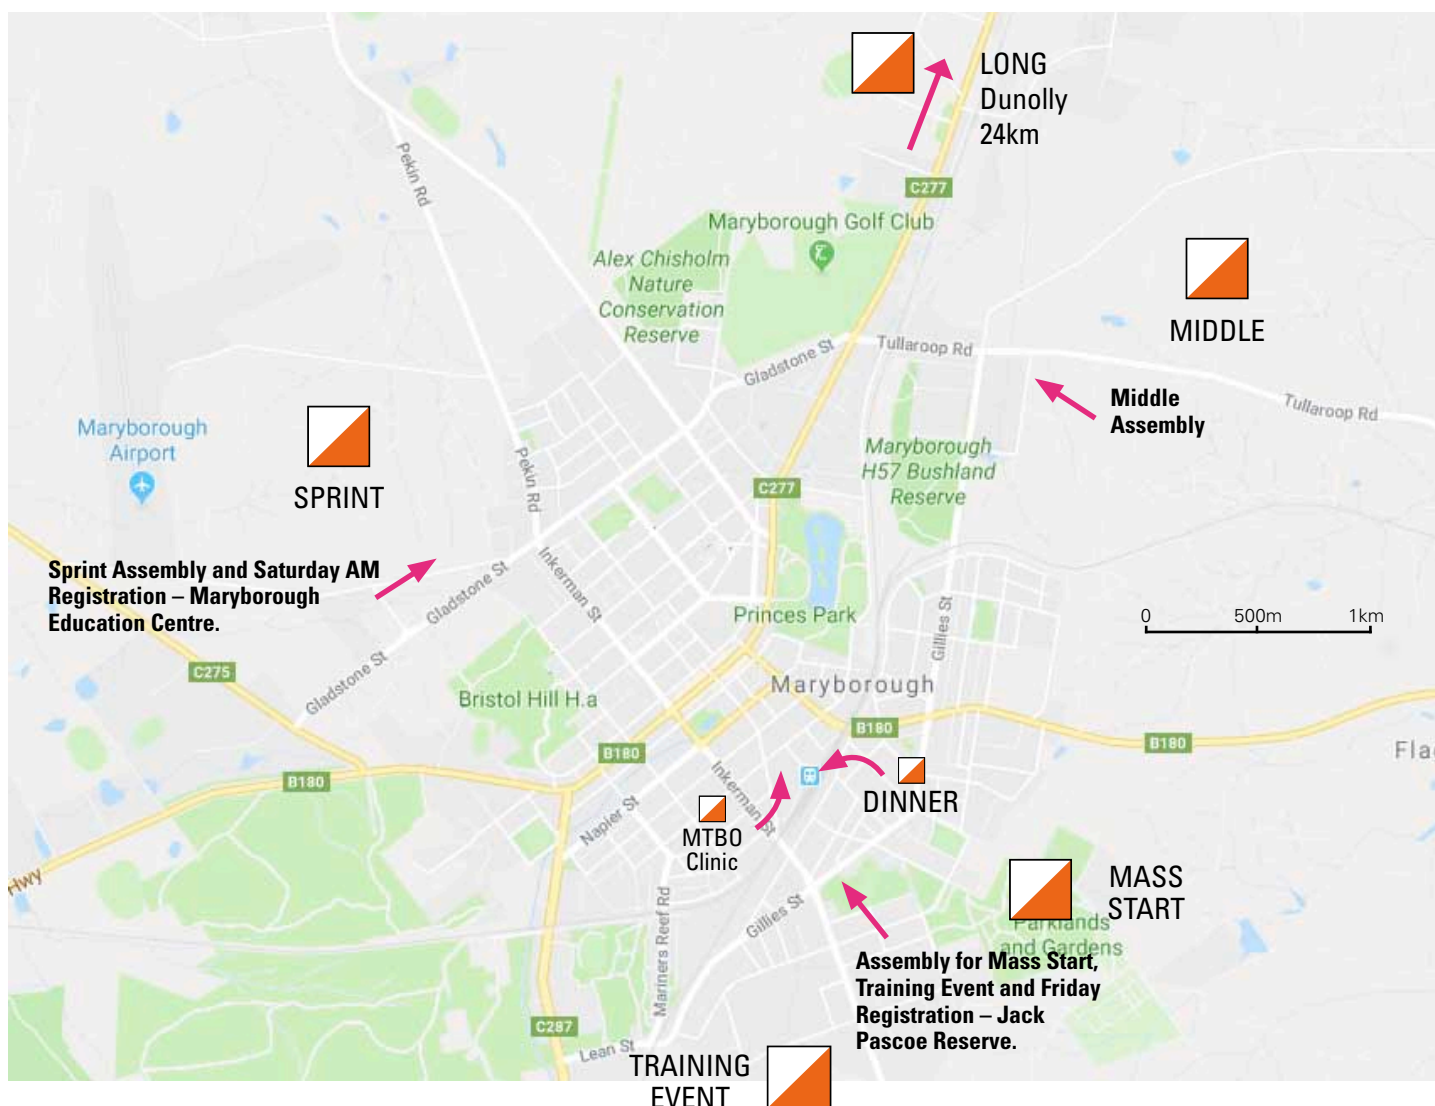 LONG
Dunolly
24km
Pekin Rd
C277
Maryborough Golf Club
Alex Chisholm
Nature
Conservation
Reserve
MIDDLE
Gladstone St
Tullaroop Rd
Tullaroop Rd
Middle
Assembly
Maryborough
Airport
SPRINT
Pekin Rd
Maryborough
H57 Bushland
Reserve
C277
Sprint Assembly and Saturday AM
Registration – Maryborough
Education Centre.
Gladstone St
Inkerman St
Princes Park
Gillies St
0 500m 1km
C275
Gladstone St
Bristol Hill H.a
Maryborough
B180
B180
B180
B180
Fla
Inkerman St
DINNER
Napier St
MTBO
Clinic
Hwy
MASS
START
Parklands
and Gardens
Mariners Reef Rd
Gillies St
Assembly for Mass Start,
Training Event and Friday
Registration – Jack
Pascoe Reserve.
C287
Lean St
TRAINING
EVENT